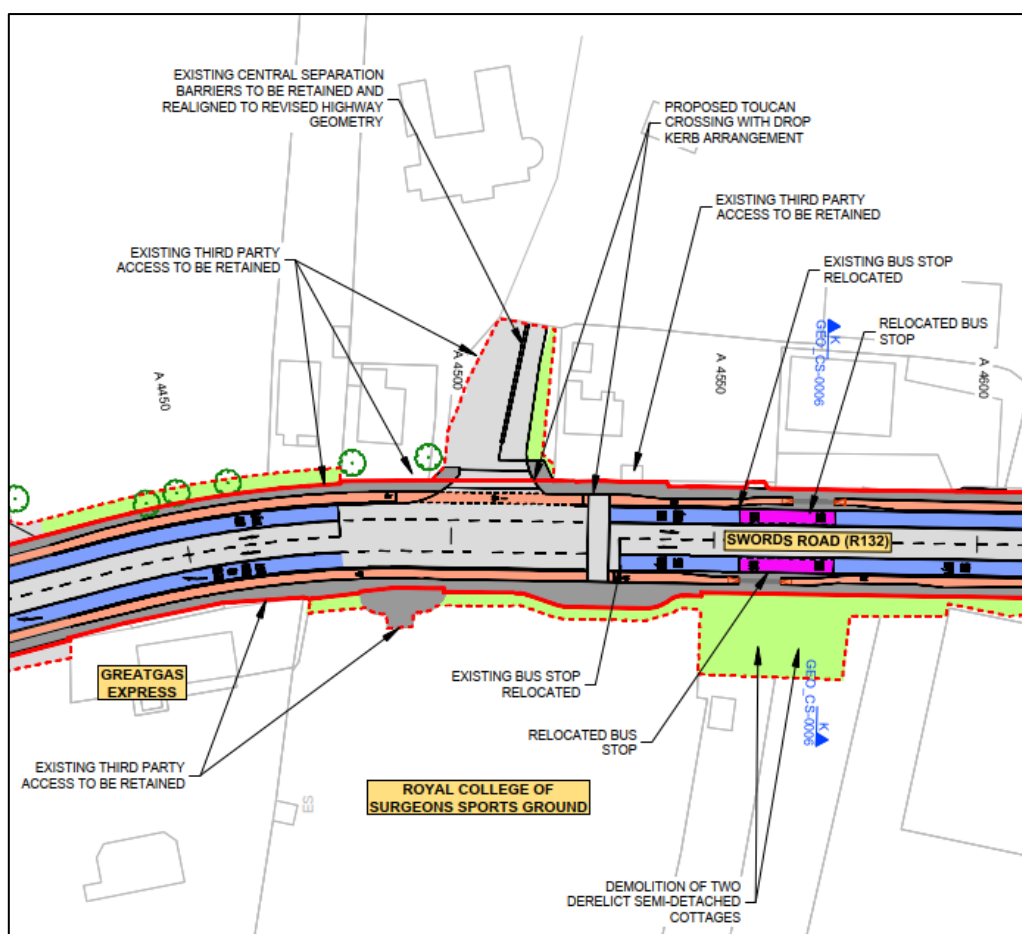 EXISTING CENTRAL SEPARATION
BARRIERS TO BE RETAINED AND
REALIGNED TO REVISED HIGHWAY
GEOMETRY
PROPOSED TOUCAN
CROSSING WITH DROP
KERB ARRANGEMENT
EXISTING THIRD PARTY
ACCESS TO BE RETAINED
EXISTING THIRD PARTY
ACCESS TO BE RETAINED
EXISTING BUS STOP
RELOCATED
RELOCATED BUS
STOP
K
GEO_CS-0006
A 4450
A 4500
A 4550
A 4600
SWORDS ROAD (R132)
GREATGAS
EXPRESS
EXISTING BUS STOP
RELOCATED
K
GEO_CS-0006
RELOCATED BUS
STOP
EXISTING THIRD PARTY
ACCESS TO BE RETAINED
ROYAL COLLEGE OF
SURGEONS SPORTS GROUND
ES
DEMOLITION OF TWO
DERELICT SEMI-DETACHED
COTTAGES